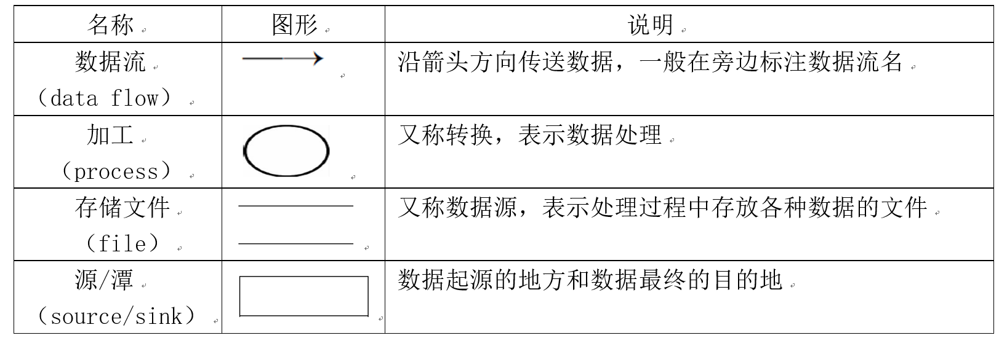 名称 图形 说明
数据流 沿箭头方向传送数据，一般在旁边标注数据流名
（data flow）
加工 又称转换，表示数据处理
（process）
存储文件 又称数据源，表示处理过程中存放各种数据的文件
（file）
源/潭 数据起源的地方和数据最终的目的地
（source/sink）